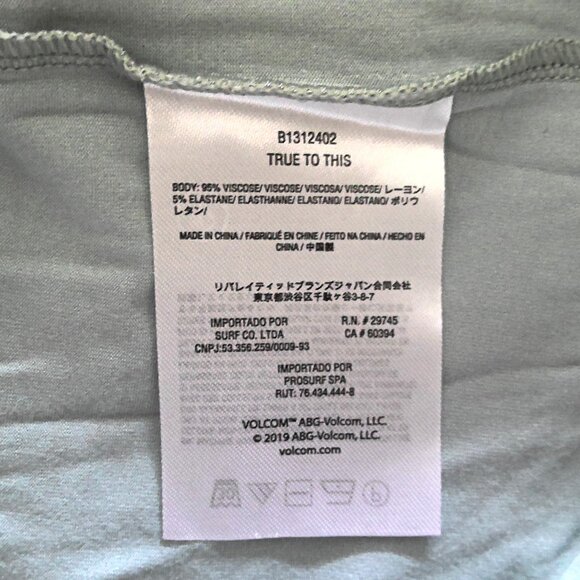 B1312402
TRUE TO THIS
BODY: 95% VISCOSE/ VISCOSE/ VISCOSA/ VISCOSE/ レーヨン/
5% ELASTANE/ ELASTHANNE/ ELASTANO/ ELASTANO/ ポリウ
レタン/
MADE IN CHINA / FABRIQUÉ EN CHINE / FEITO NA CHINA / HECHO EN
CHINA / 中国製
リバレイティッドブランズジャパン合同会社
東京都渋谷区千駄ヶ谷3-8-7
IMPORTADO POR
SURF CO. LTDA
CNPJ:53.356.259/0009-93
R.N. # 29745
CA # 60394
IMPORTADO POR
PROSURF SPA
RUT: 76.434.444-8
VOLCOM™ ABG-Volcom, LLC.
© 2019 ABG-Volcom, LLC.
volcom.com